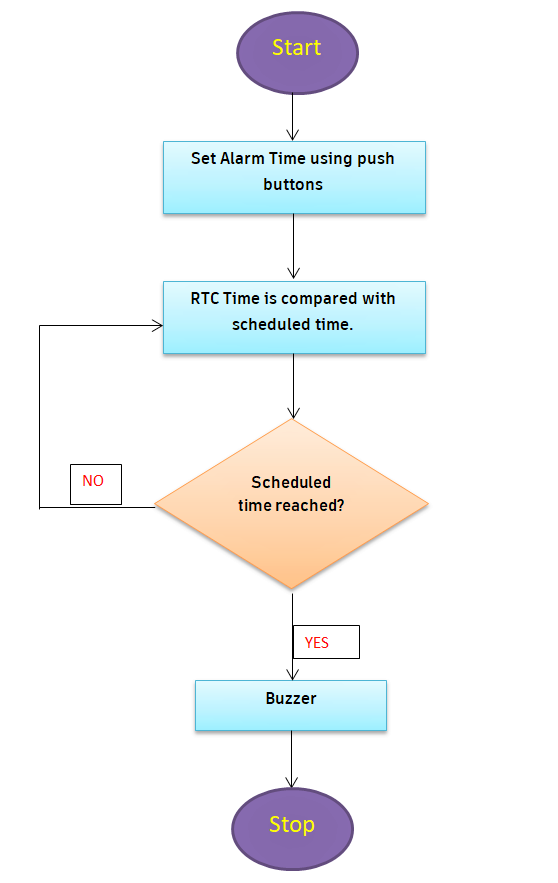 Start
Set Alarm Time using push
buttons
RTC Time is compared with
scheduled time.
Scheduled
time reached?
NO
YES
Buzzer
Stop